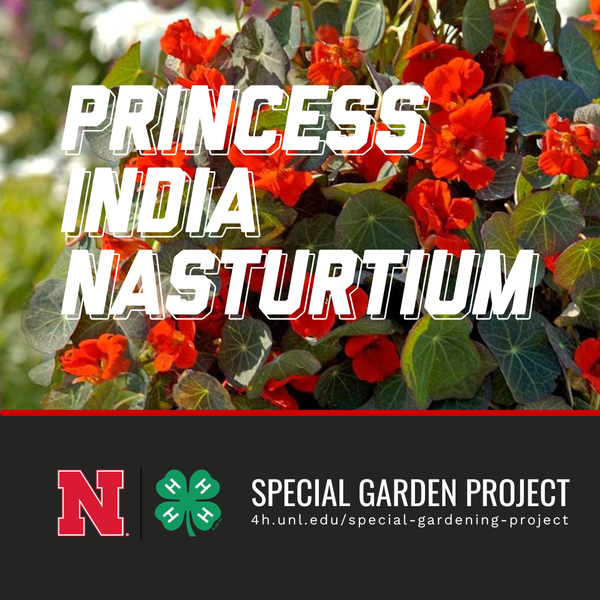 PRINCESS
INDIA
NASTURTIUM
N
H H
H H
SPECIAL GARDEN PROJECT
4h.unl.edu/special-gardening-project